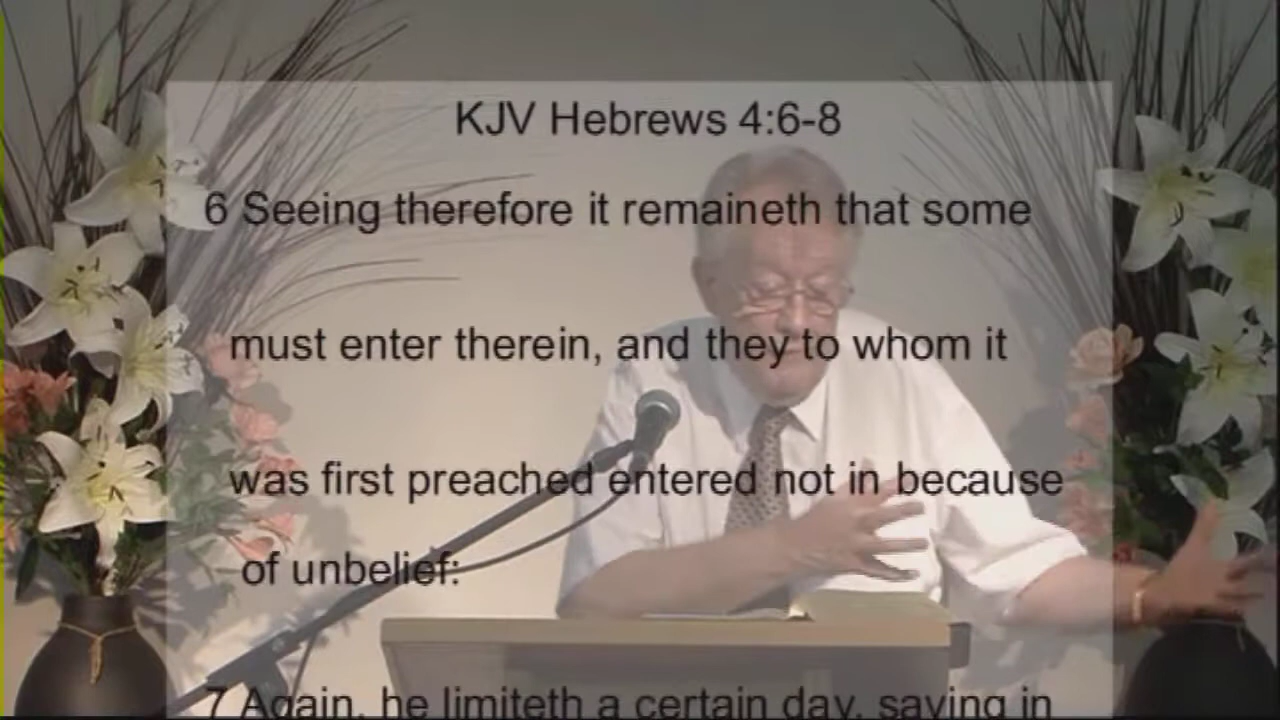 KJV Hebrews 4:6-8
6 Seeing therefore it remaineth that some
must enter therein, and they to whom it
was first preached entered not in because
of unbelief:
7 Again, he limiteth a certain day, saying in